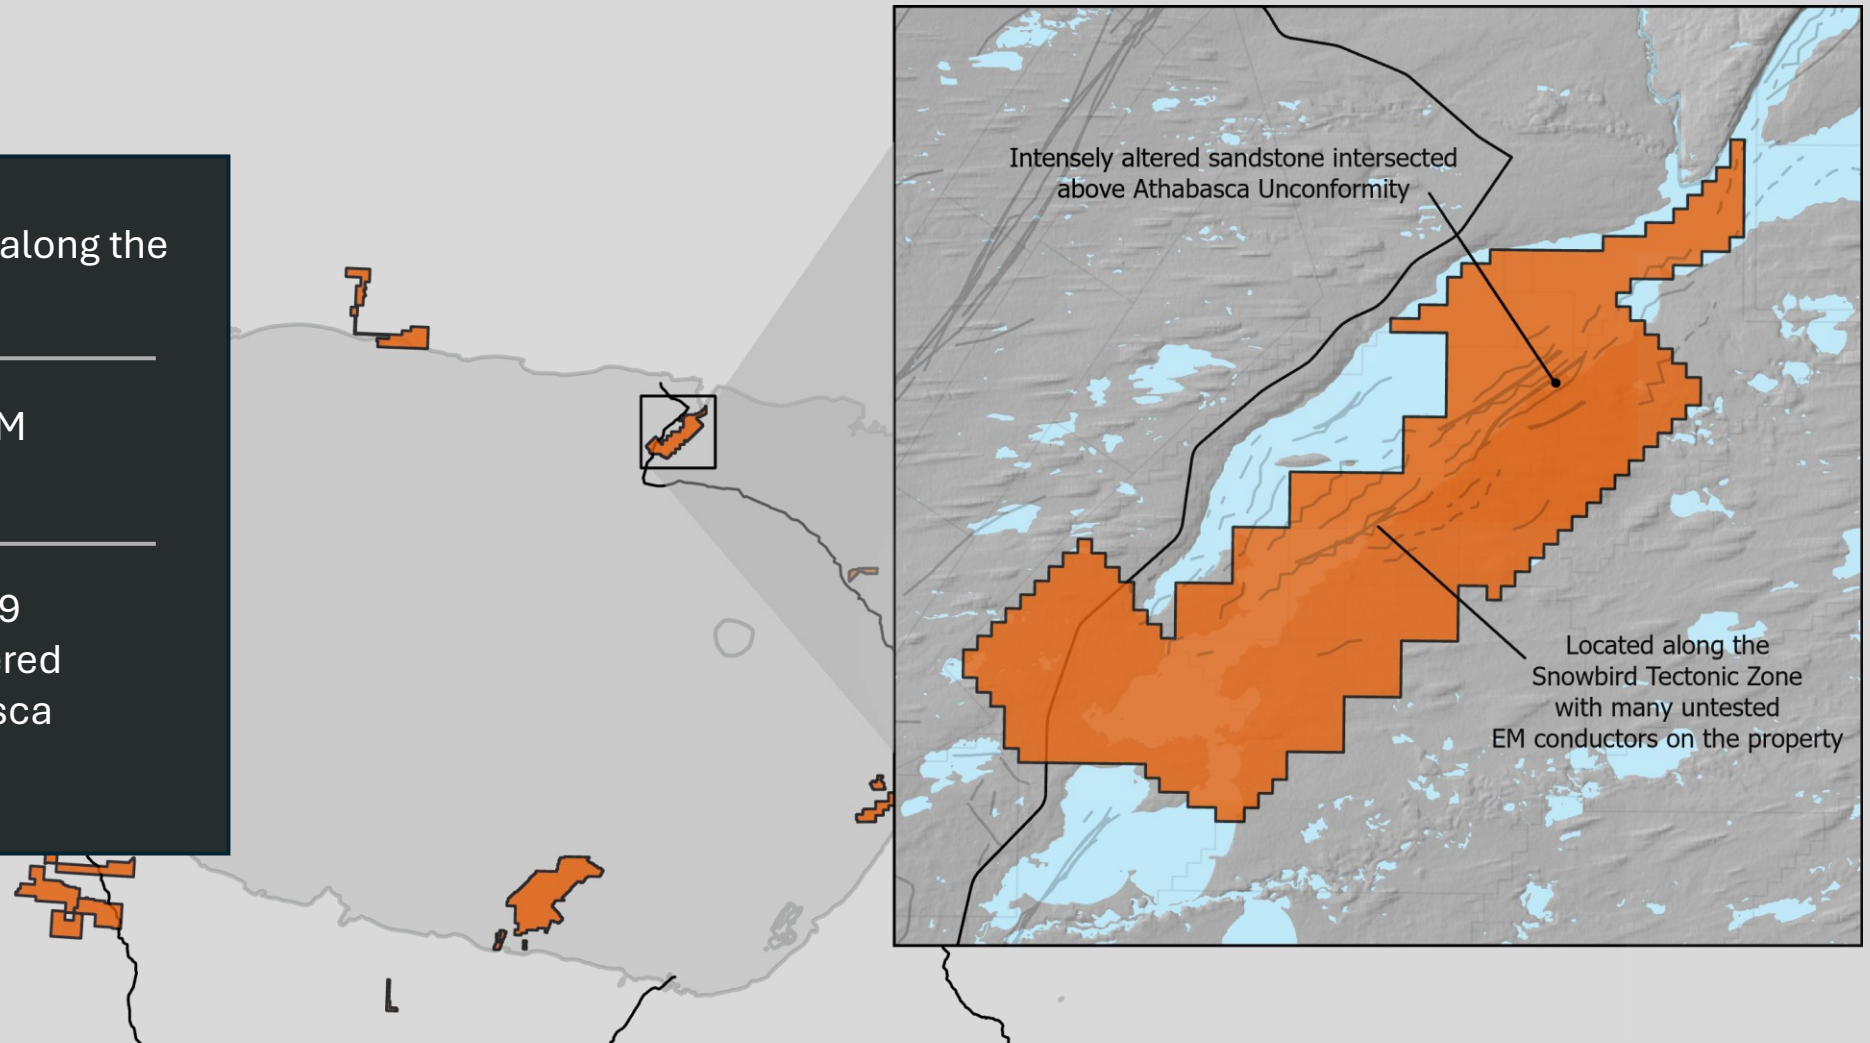 along the
M
9
ered
sca
Intensely altered sandstone intersected
above Athabasca Unconformity
Located along the
Snowbird Tectonic Zone
with many untested
EM conductors on the property